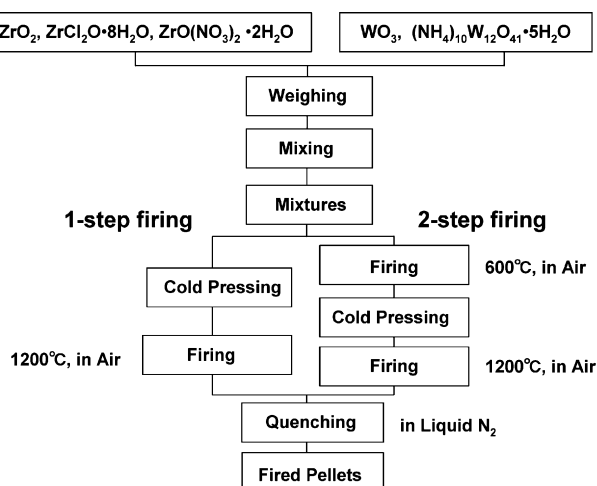 ZrO₂, ZrCl₂O•8H₂O, ZrO(NO₃)₂ •2H₂O
WO₃, (NH₄)₁₀W₁₂O₄₁•5H₂O
Weighing
Mixing
Mixtures
1-step firing
2-step firing
Cold Pressing
Firing
1200℃, in Air
Firing
600℃, in Air
Cold Pressing
Firing
1200℃, in Air
Quenching
in Liquid N₂
Fired Pellets